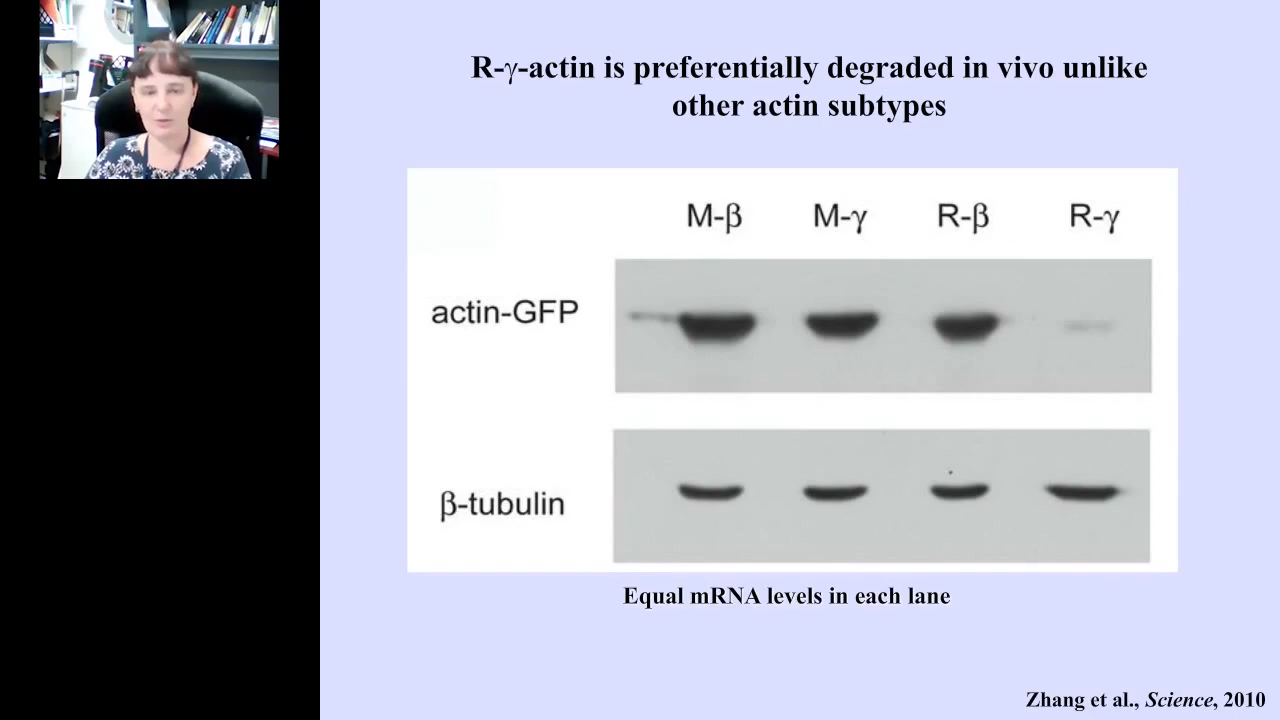 R-γ-actin is preferentially degraded in vivo unlike
other actin subtypes
M-β M-γ R-β R-γ
actin-GFP
β-tubulin
Equal mRNA levels in each lane
Zhang et al., Science, 2010